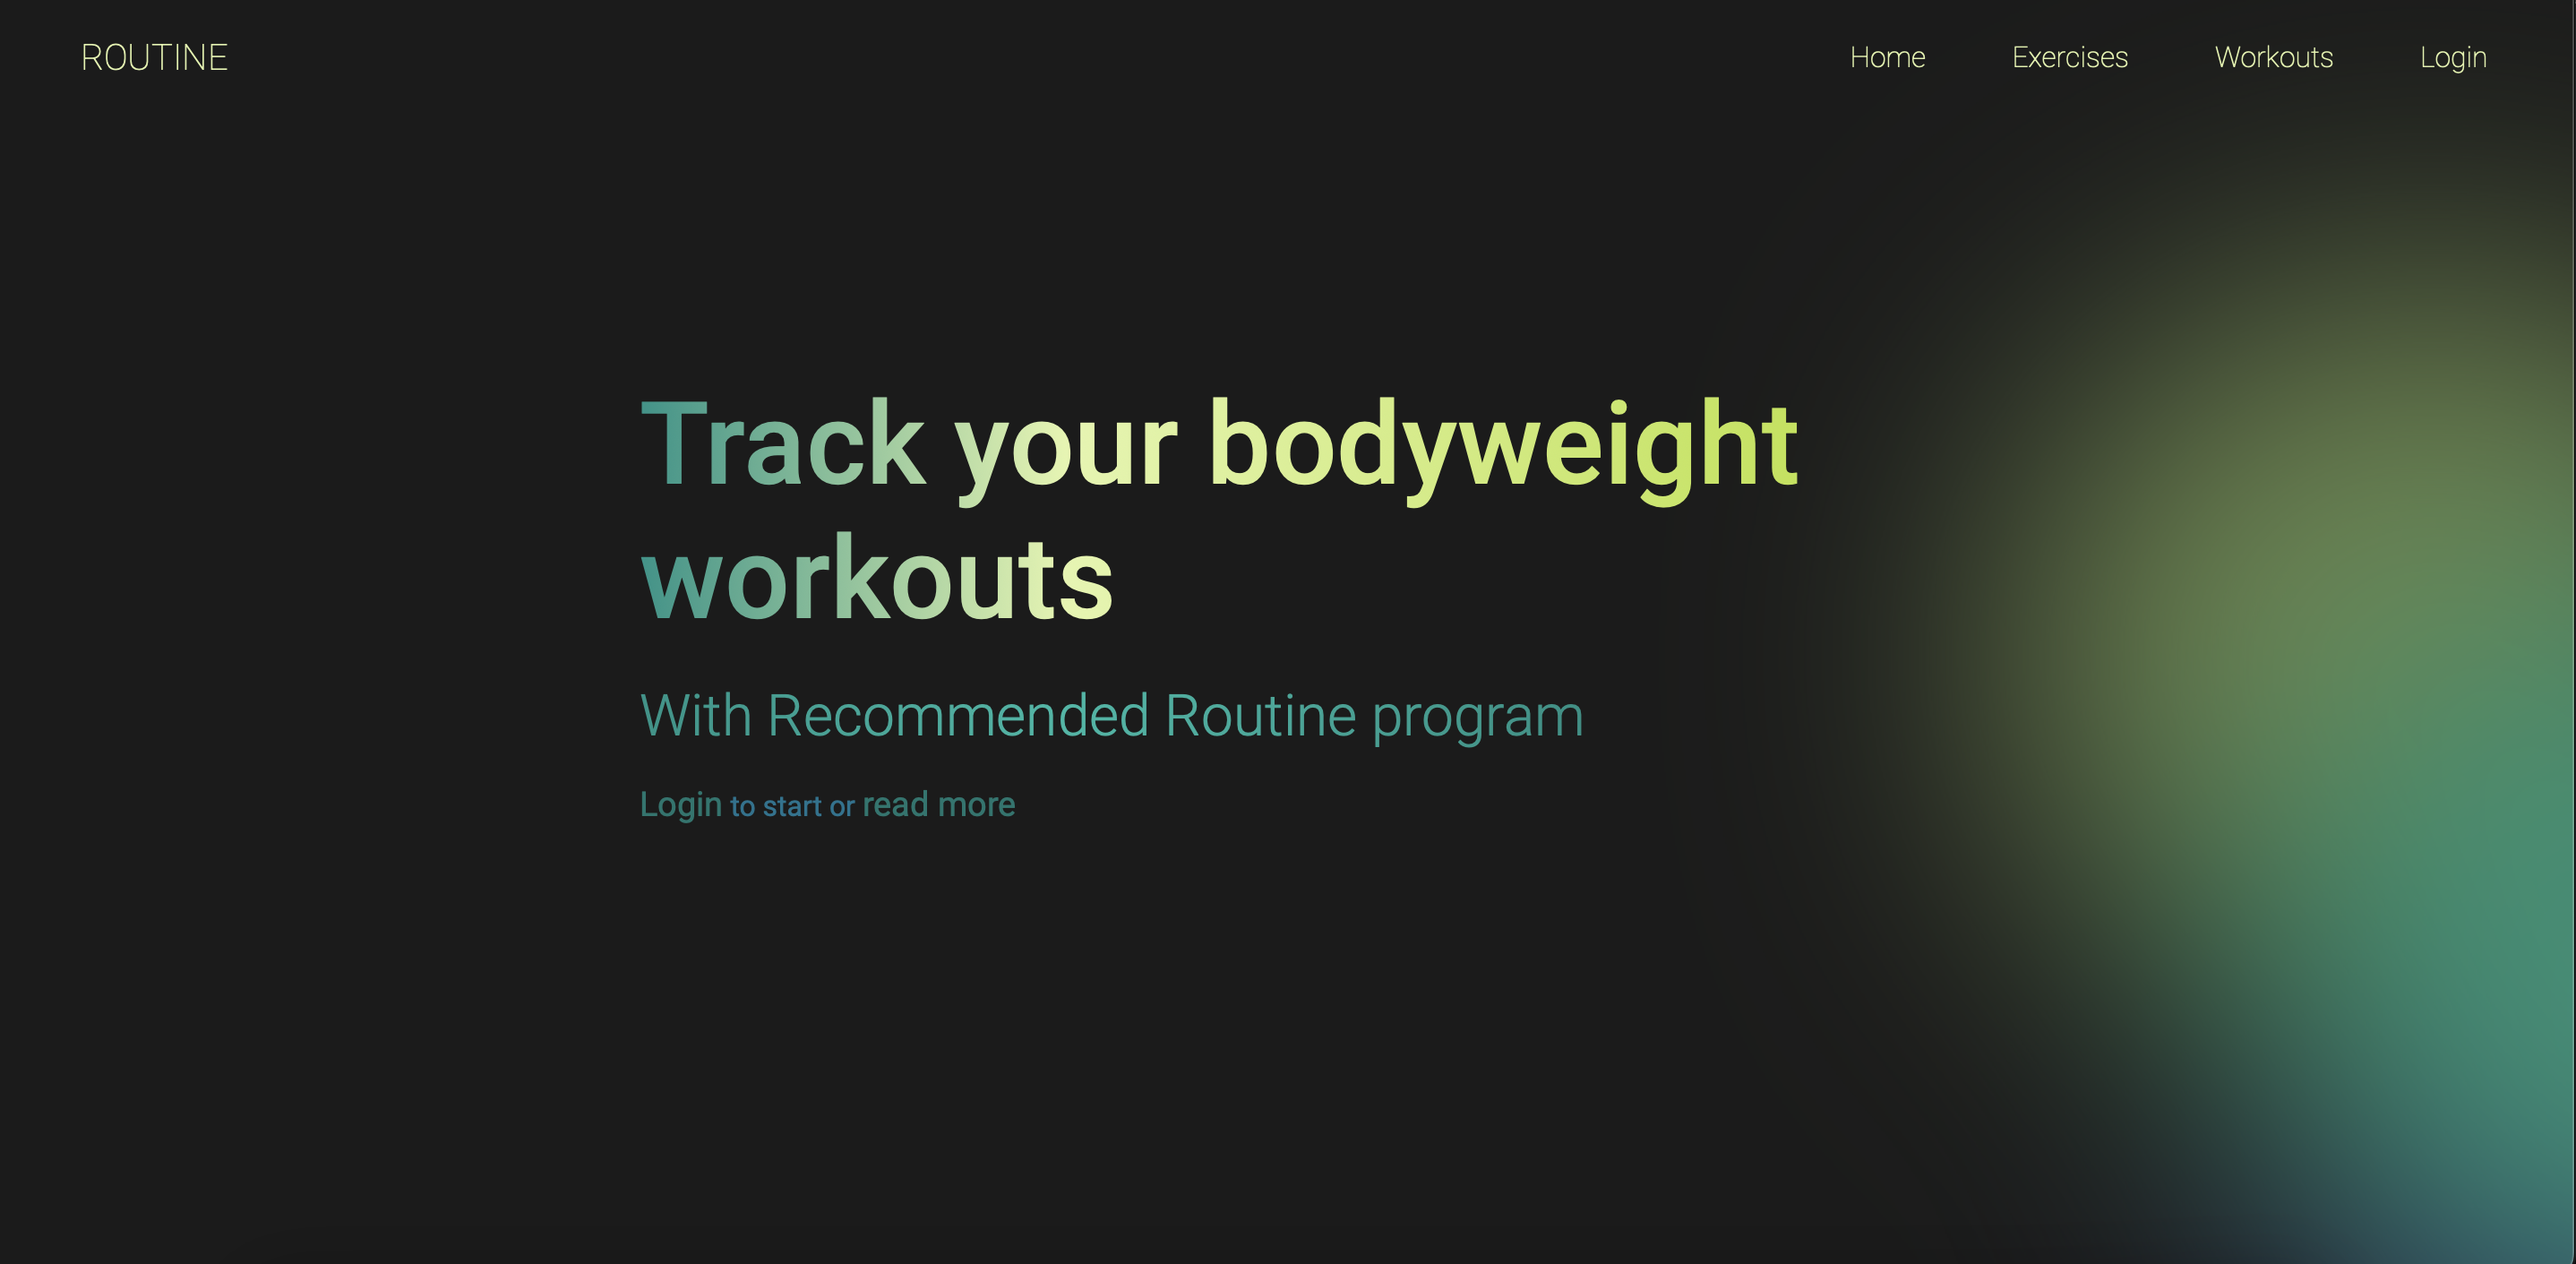 ROUTINE
Home Exercises Workouts Login
Track your bodyweight
workouts
With Recommended Routine program
Login to start or read more